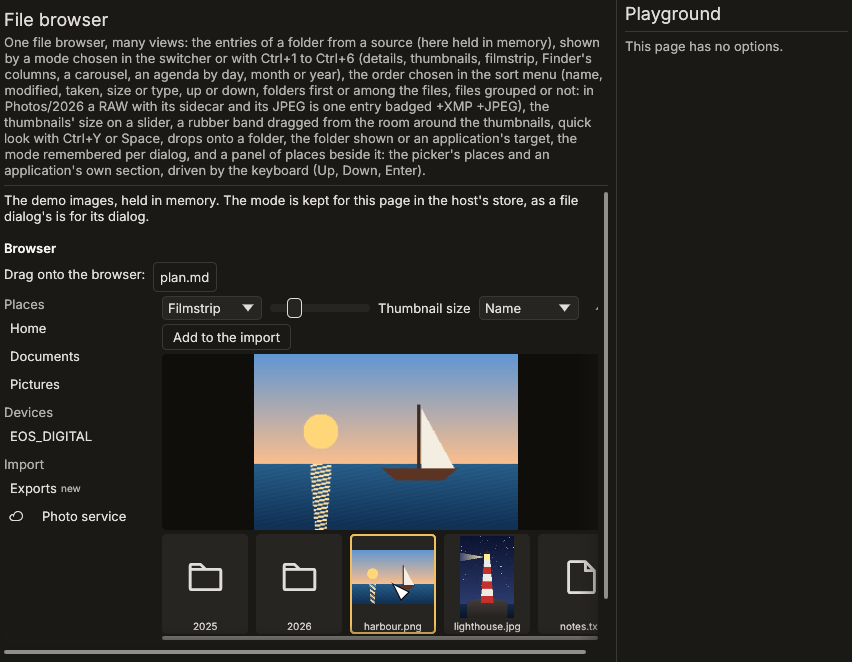 File browser
One file browser, many views: the entries of a folder from a source (here held in memory), shown
by a mode chosen in the switcher or with Ctrl+1 to Ctrl+6 (details, thumbnails, filmstrip, Finder's
columns, a carousel, an agenda by day, month or year), the order chosen in the sort menu (name,
modified, taken, size or type, up or down, folders first or among the files, files grouped or not: in
Photos/2026 a RAW with its sidecar and its JPEG is one entry badged +XMP +JPEG), the
thumbnails' size on a slider, a rubber band dragged from the room around the thumbnails, quick
look with Ctrl+Y or Space, drops onto a folder, the folder shown or an application's target, the
mode remembered per dialog, and a panel of places beside it: the picker's places and an
application's own section, driven by the keyboard (Up, Down, Enter).
The demo images, held in memory. The mode is kept for this page in the host's store, as a file
dialog's is for its dialog.
Browser
Drag onto the browser: plan.md
Places
Home
Documents
Pictures
Devices
EOS_DIGITAL
Import
Exports new
Photo service
Filmstrip Thumbnail size Name
Add to the import
2025 2026 harbour.png lighthouse.jpg notes.tx
Playground
This page has no options.